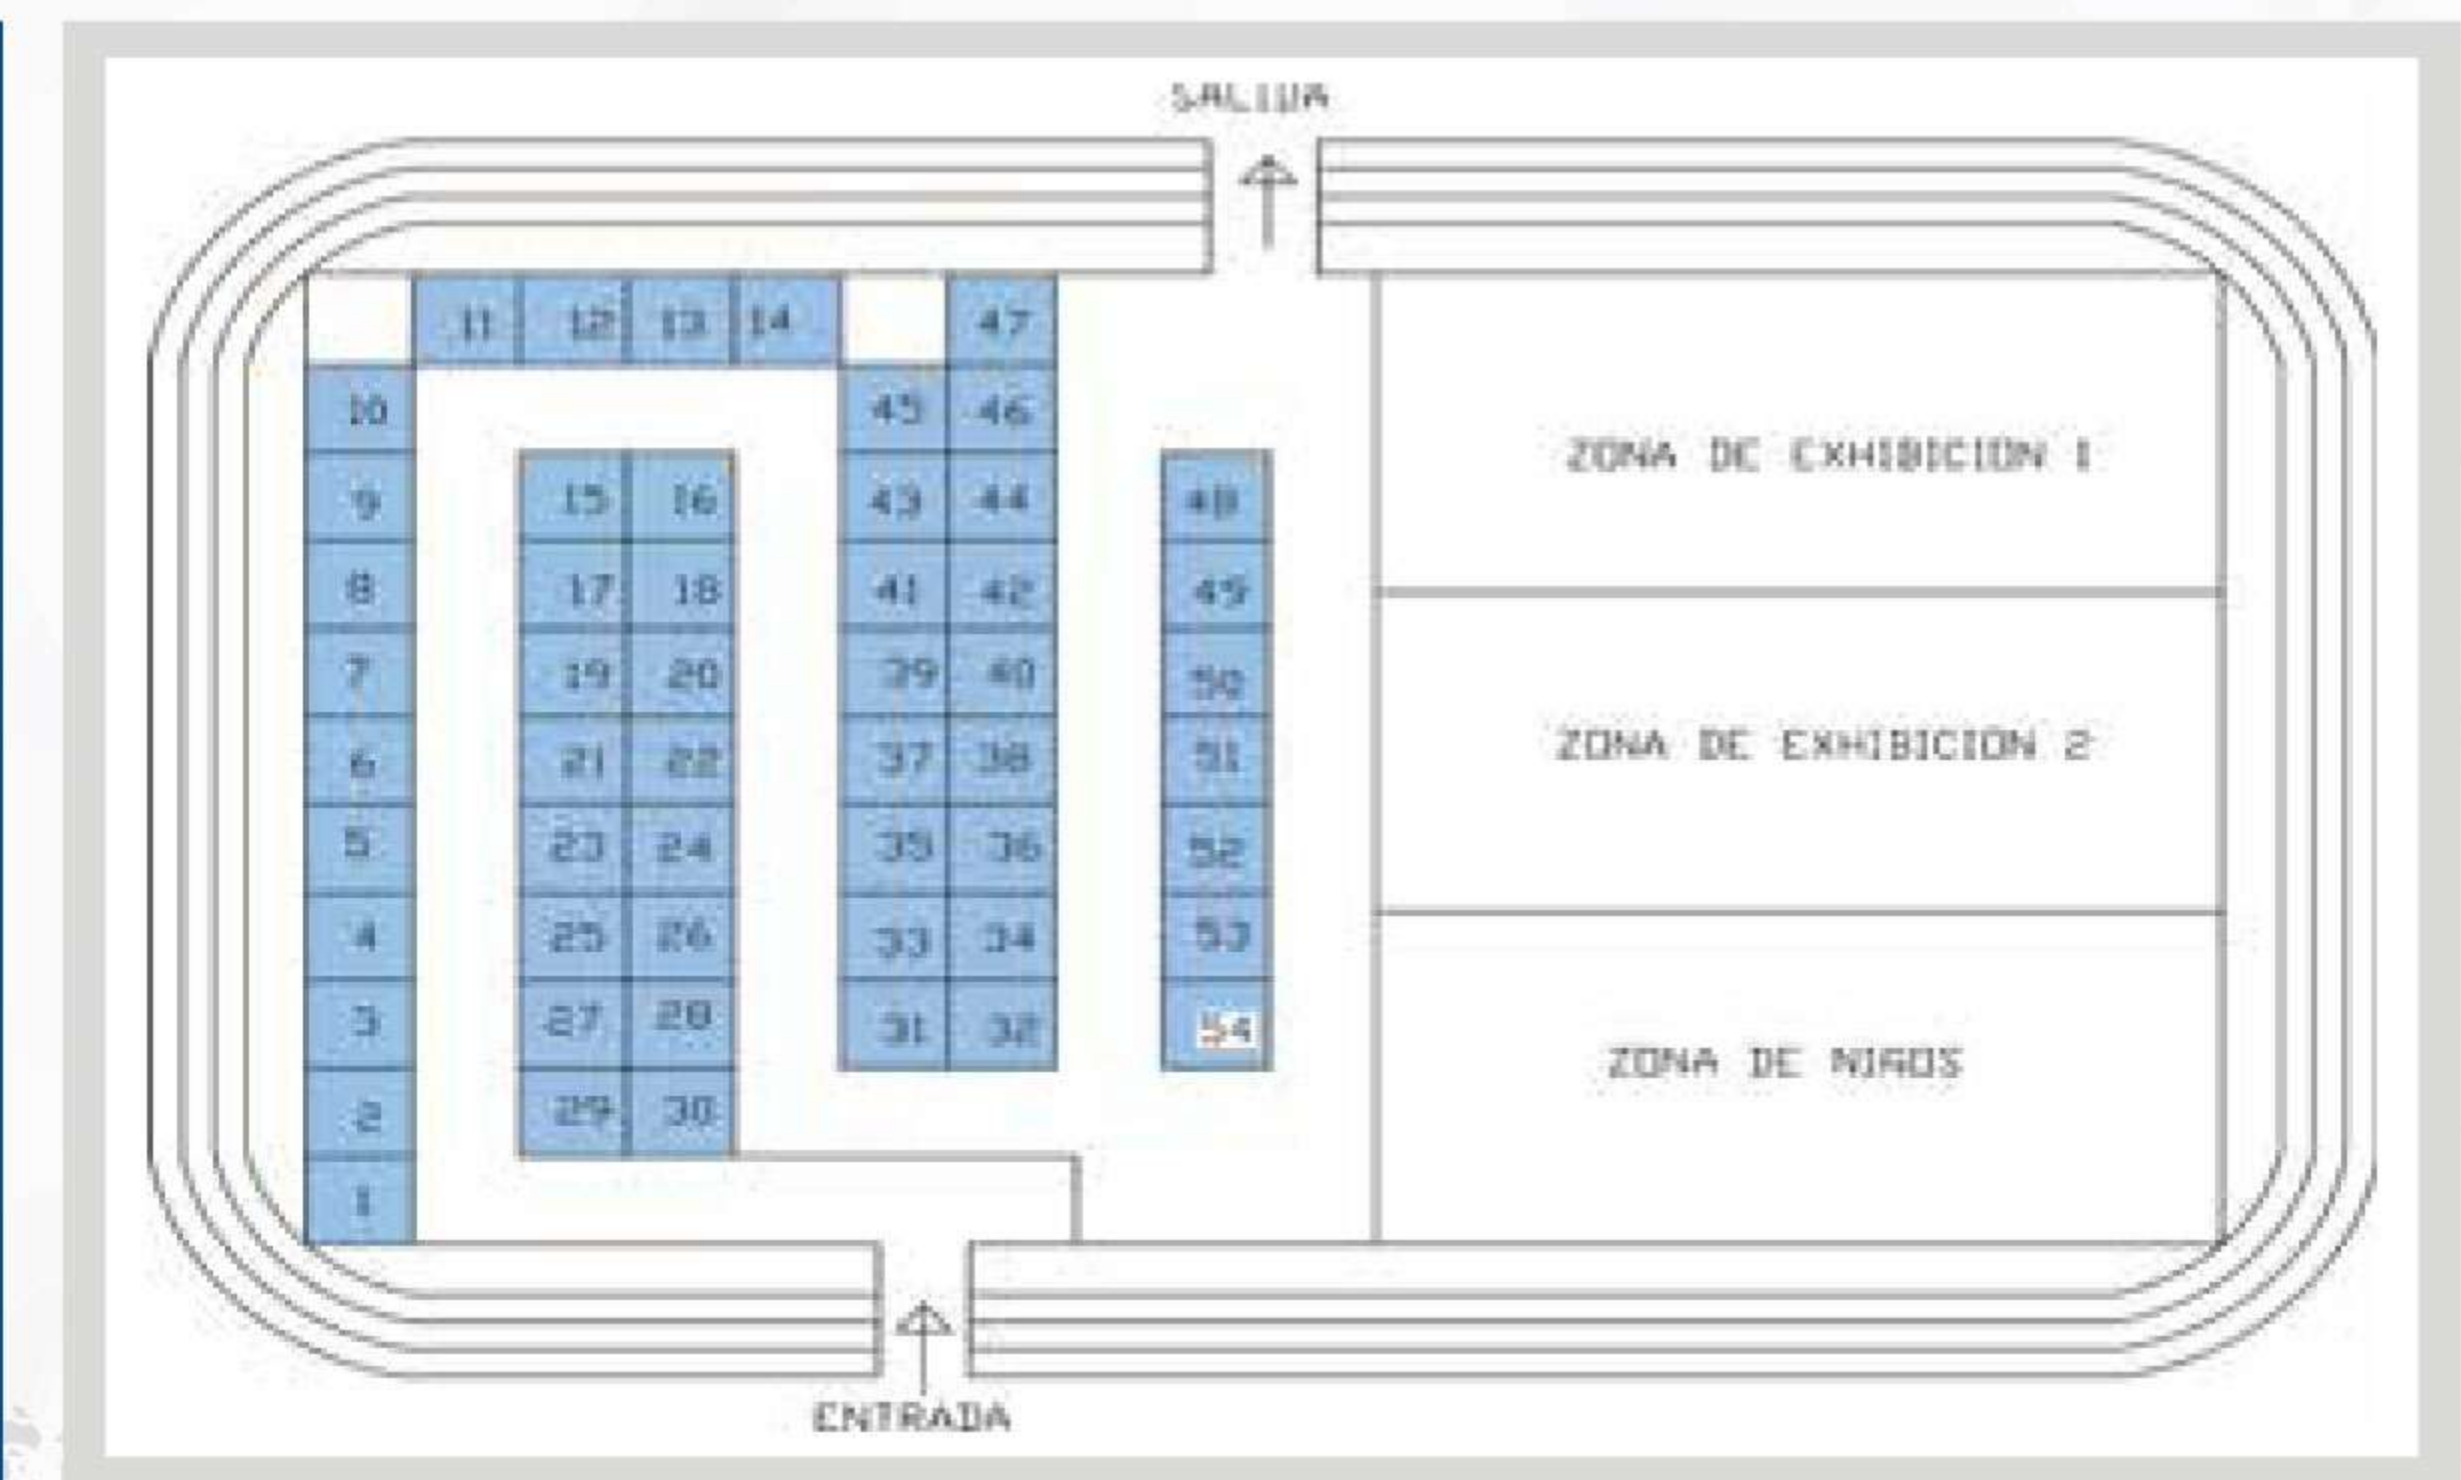 SALIDA
11 12 13 14 47
10 45 46
9 15 16 43 44 48
8 17 18 41 42 49
7 19 20 39 40 50
6 21 22 37 38 51
5 23 24 35 36 52
4 25 26 33 34 53
3 27 28 31 32 54
2 29 30
1
ZONA DE EXHIBICION 1
ZONA DE EXHIBICION 2
ZONA DE NIÑOS
ENTRADA